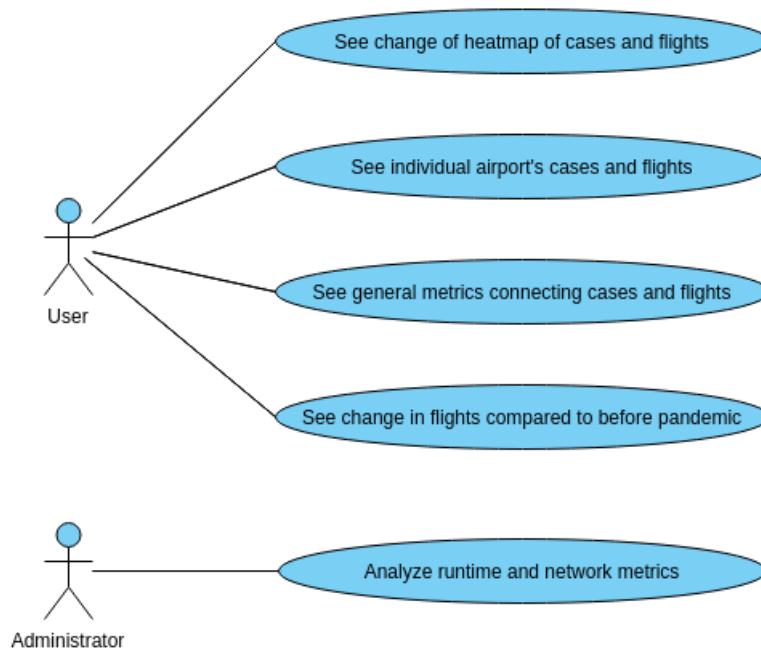 See change of heatmap of cases and flights
See individual airport's cases and flights
See general metrics connecting cases and flights
User
See change in flights compared to before pandemic
Analyze runtime and network metrics
Administrator